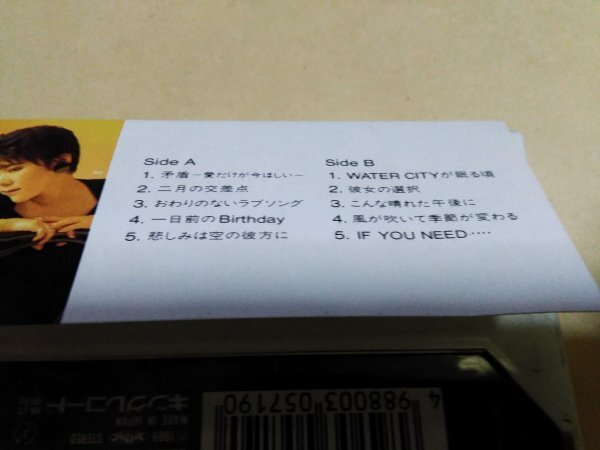 Side A
1. 矛盾〜愛だけが今ほしい〜
2. 二月の交差点
3. おわりのないラブソング
4. 一日前のBirthday
5. 悲しみは空の彼方に
Side B
1. WATER CITYが眠る頃
2. 彼女の選択
3. こんな晴れた午後に
4. 風が吹いて季節が変わる
5. IF YOU NEED‥‥
キングレコード
MADE IN JAPAN
STEREO
4 988003 057190